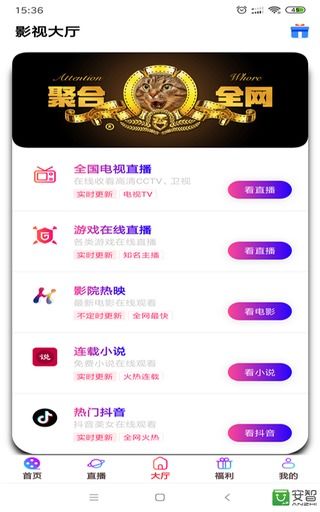 15:36
影视大厅
Attention
Whore
聚合
全网
全国电视直播
在线收看高清CCTV、卫视
实时更新 电视TV
看直播
游戏在线直播
各类游戏在线直播
实时更新 知名主播
看直播
影院热映
最新电影在线观看
不定时更新 全网最快
看电影
说
连载小说
免费小说在线观看
实时更新 火热连载
看小说
热门抖音
抖音美女在线观看
实时更新 全网火热
看抖音
首页
直播
大厅
福利
我的
安智
ANZHI